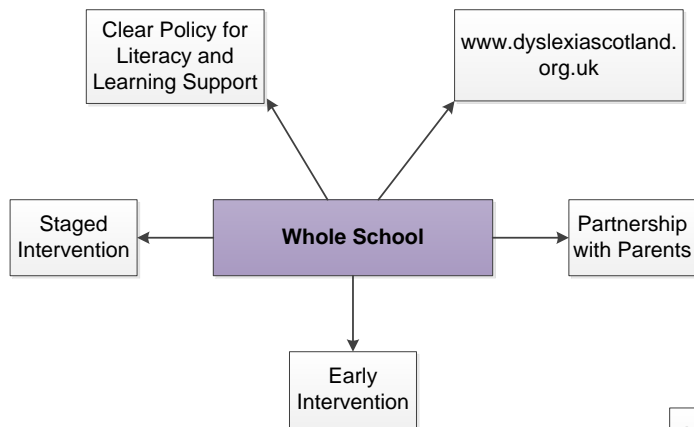 Clear Policy for
Literacy and
Learning Support
www.dyslexiascotland.
org.uk
Staged
Intervention
Whole School
Partnership
with Parents
Early
Intervention